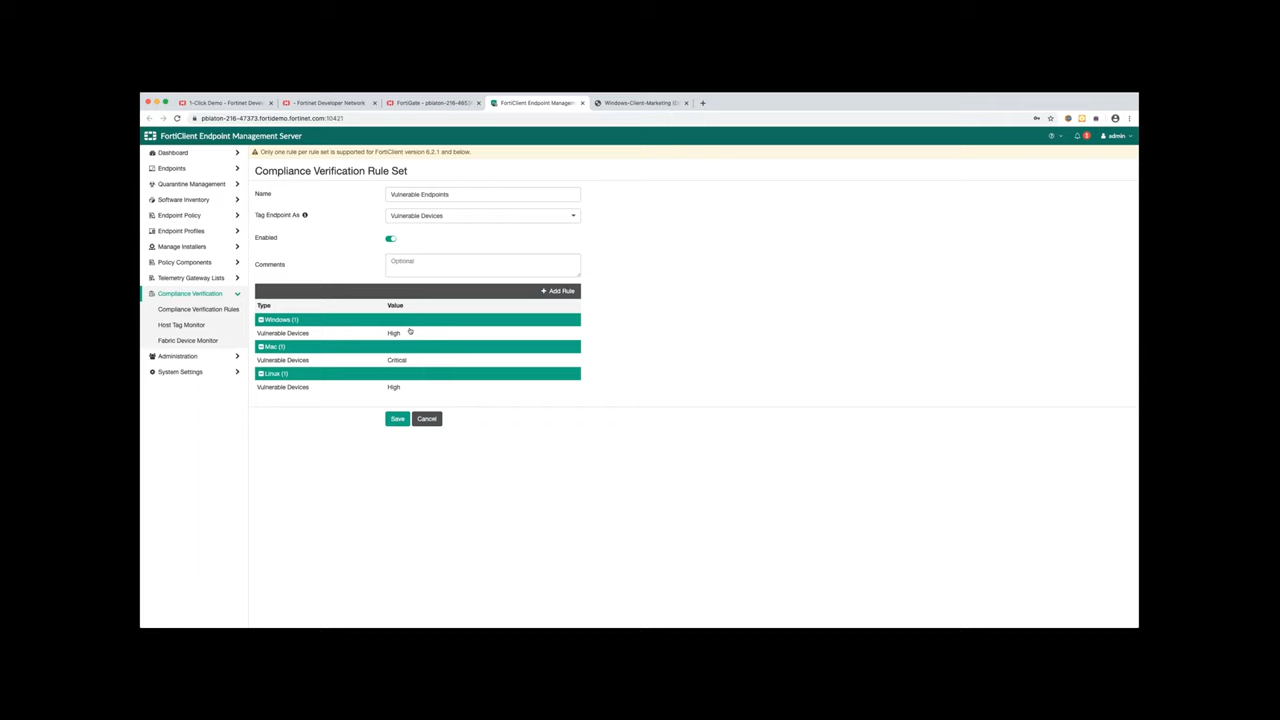 1-Click Demo - Fortinet Devel
- Fortinet Developer Network
FortiGate - pblaton-216-4653
FortiClient Endpoint Managem
Windows-Client-Marketing
pblaton-216-47373.fortidemo.fortinet.com:10421
FortiClient Endpoint Management Server
admin
Dashboard
Endpoints
Quarantine Management
Software Inventory
Endpoint Policy
Endpoint Profiles
Manage Installers
Policy Components
Telemetry Gateway Lists
Compliance Verification
Compliance Verification Rules
Host Tag Monitor
Fabric Device Monitor
Administration
System Settings
Only one rule per rule set is supported for FortiClient version 6.2.1 and below.
Compliance Verification Rule Set
Name Vulnerable Endpoints
Tag Endpoint As Vulnerable Devices
Enabled
Comments Optional
+ Add Rule
Type Value
Windows (1)
Vulnerable Devices High
Mac (1)
Vulnerable Devices Critical
Linux (1)
Vulnerable Devices High
Save Cancel